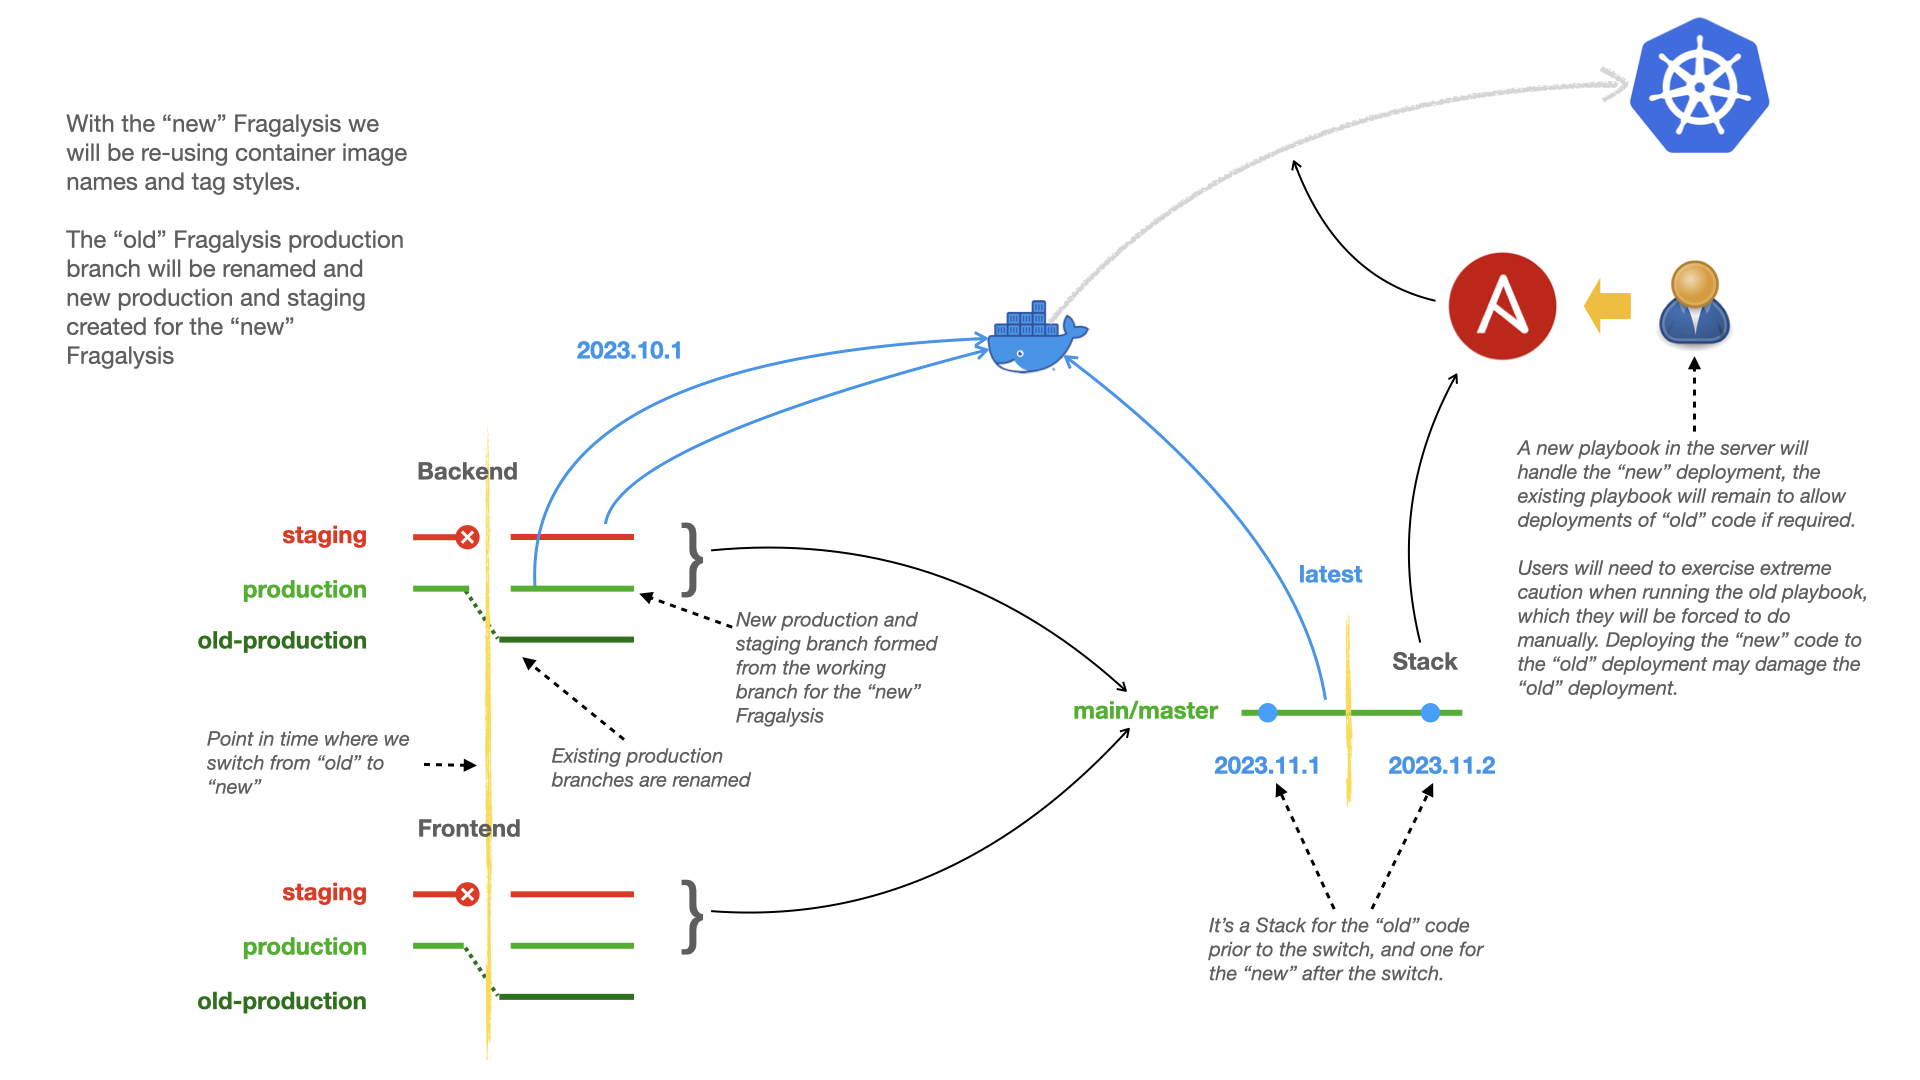 With the “new” Fragalysis we
will be re-using container image
names and tag styles.
The “old” Fragalysis production
branch will be renamed and
new production and staging
created for the “new”
Fragalysis
2023.10.1
Backend
staging
production
old-production
New production and
staging branch formed
from the working
branch for the “new”
Fragalysis
Point in time where we
switch from “old” to
“new”
Existing production
branches are renamed
Frontend
staging
production
old-production
main/master
latest
Stack
2023.11.1
2023.11.2
It’s a Stack for the “old” code
prior to the switch, and one for
the “new” after the switch.
A new playbook in the server will
handle the “new” deployment, the
existing playbook will remain to allow
deployments of “old” code if required.
Users will need to exercise extreme
caution when running the old playbook,
which they will be forced to do
manually. Deploying the “new” code to
the “old” deployment may damage the
“old” deployment.